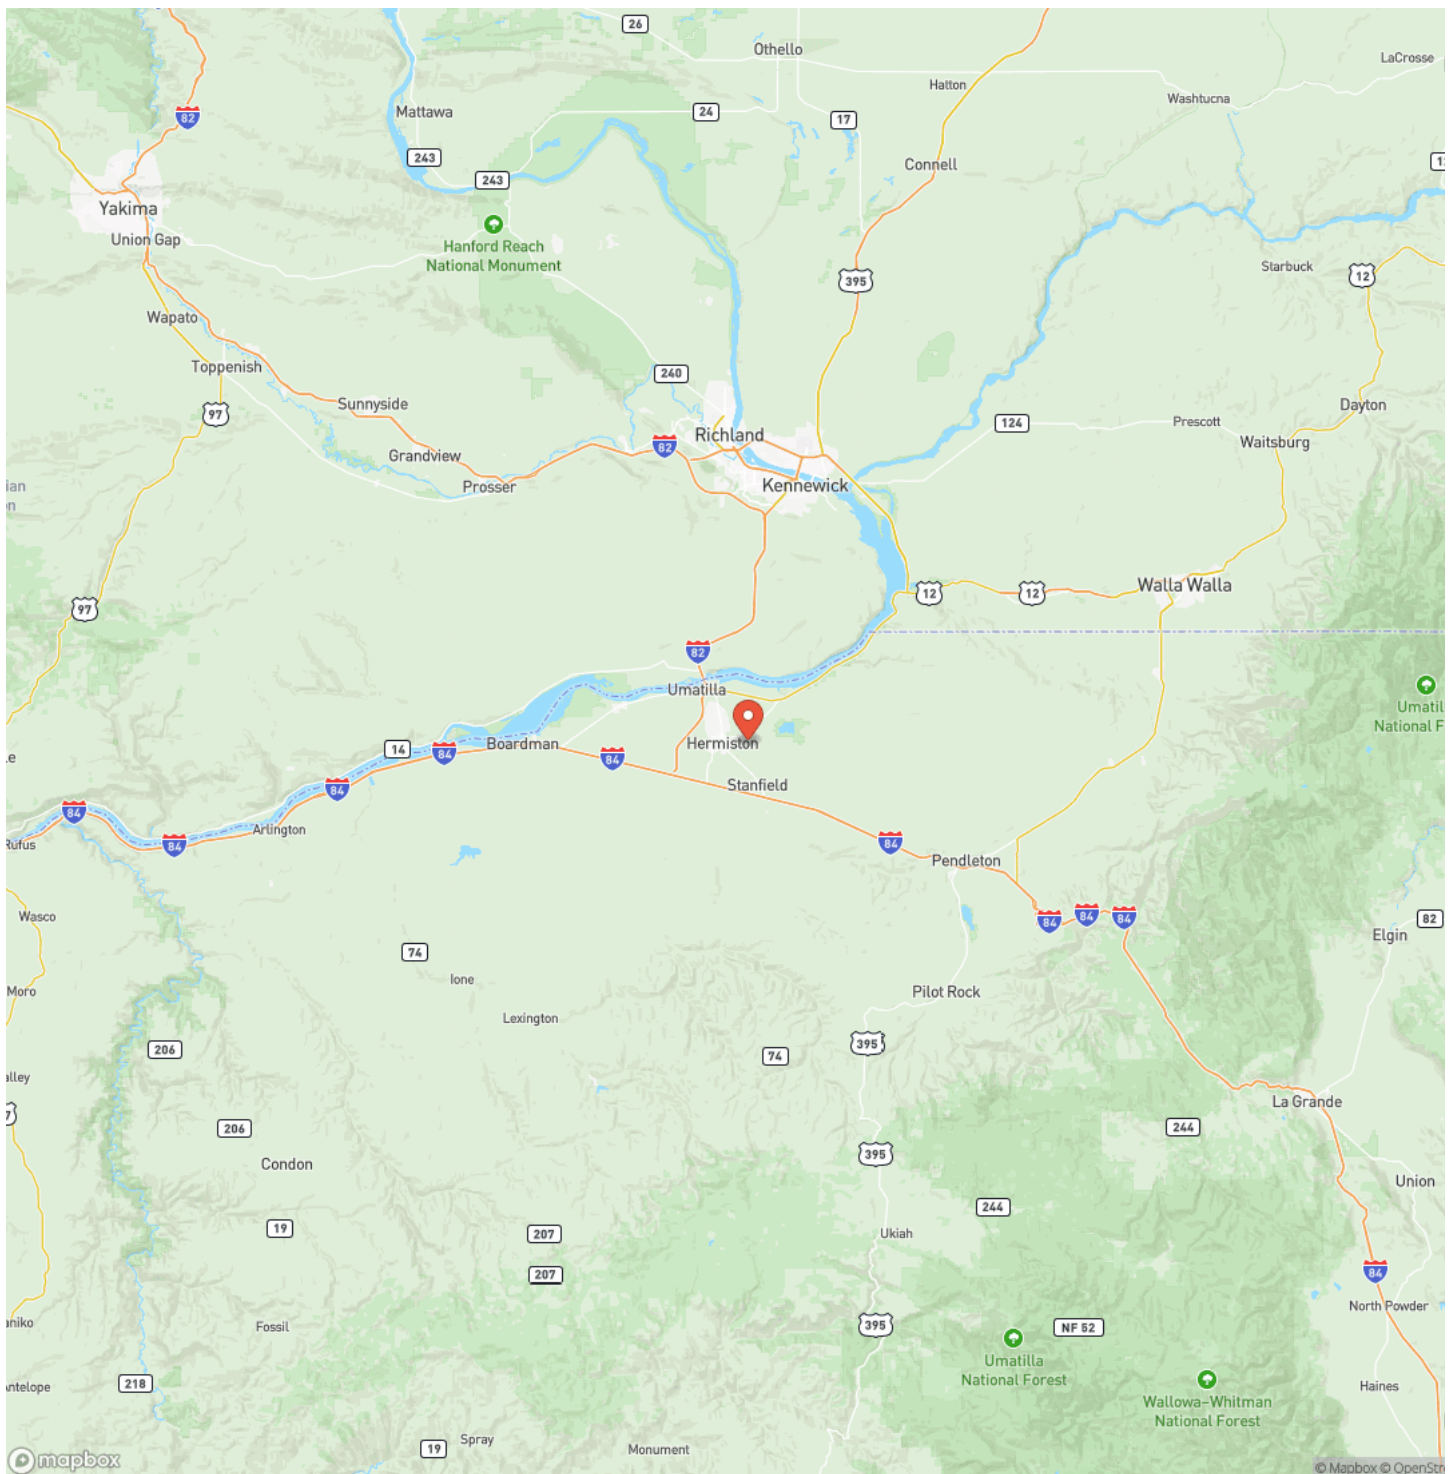 26
Othello
LaCrosse
Hatton
Washtucna
Mattawa
82
24
17
243
Connell
243
Yakima
Union Gap
Hanford Reach
National Monument
395
Starbuck
12
Wapato
Toppenish
240
97
Sunnyside
Dayton
Richland
124
Prescott
Waitsburg
Grandview
82
Prosser
Kennewick
97
12
12
Walla Walla
82
Umatilla
Hermiston
Boardman
14
84
84
Stanfield
84
84
84
Arlington
Rufus
84
Pendleton
Wasco
84
84
84
82
Elgin
74
Ione
Moro
Lexington
Pilot Rock
395
206
74
La Grande
206
244
395
Condon
Union
244
19
207
Ukiah
207
84
North Powder
395
NF 52
Fossil
Umatilla
National Forest
218
Wallowa-Whitman
National Forest
Haines
Spray
19
Monument
mapbox
© Mapbox © OpenStr